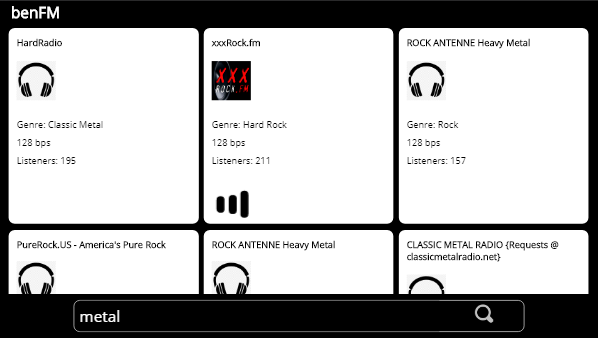 benFM
HardRadio
Genre: Classic Metal
128 bps
Listeners: 195
xxxRock.fm
XXX
ROCK.FM
Genre: Hard Rock
128 bps
Listeners: 211
ROCK ANTENNE Heavy Metal
Genre: Rock
128 bps
Listeners: 157
PureRock.US - America's Pure Rock
ROCK ANTENNE Heavy Metal
CLASSIC METAL RADIO {Requests @
classicmetalradio.net}
metal